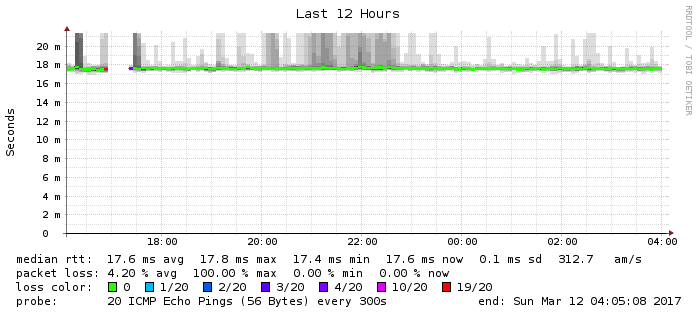 Last 12 Hours
RRDTOOL / TOBI OETIKER
Seconds
20 m
18 m
16 m
14 m
12 m
10 m
8 m
6 m
4 m
2 m
0
18:00 20:00 22:00 00:00 02:00 04:00
median rtt: 17.6 ms avg 17.8 ms max 17.4 ms min 17.6 ms now 0.1 ms sd 312.7 am/s
packet loss: 4.20 % avg 100.00 % max 0.00 % min 0.00 % now
loss color: 0 1/20 2/20 3/20 4/20 10/20 19/20
probe: 20 ICMP Echo Pings (56 Bytes) every 300s end: Sun Mar 12 04:05:08 2017